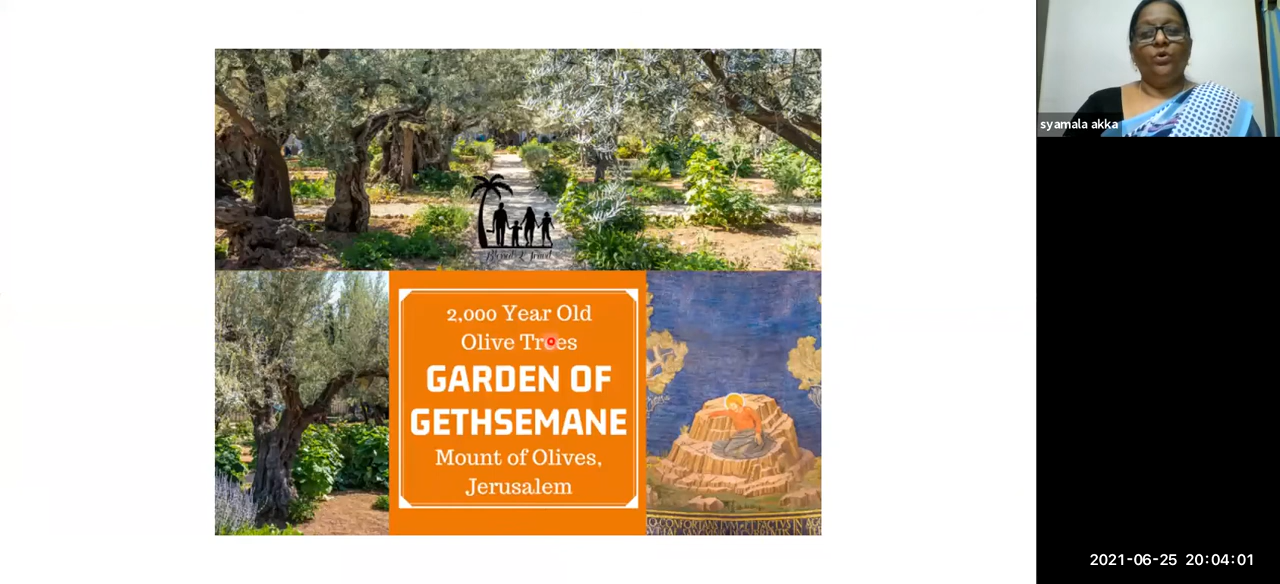 syamala akka
2,000 Year Old
Olive Trees
GARDEN OF
GETHSEMANE
Mount of Olives,
Jerusalem
2021-06-25 20:04:01